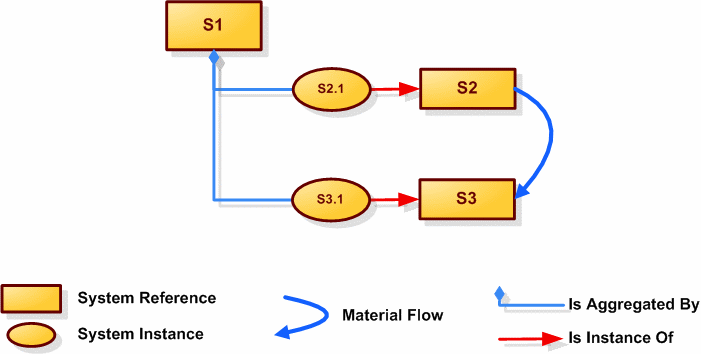 S1
S2.1
S2
S3.1
S3
System Reference
System Instance
Material Flow
Is Aggregated By
Is Instance Of